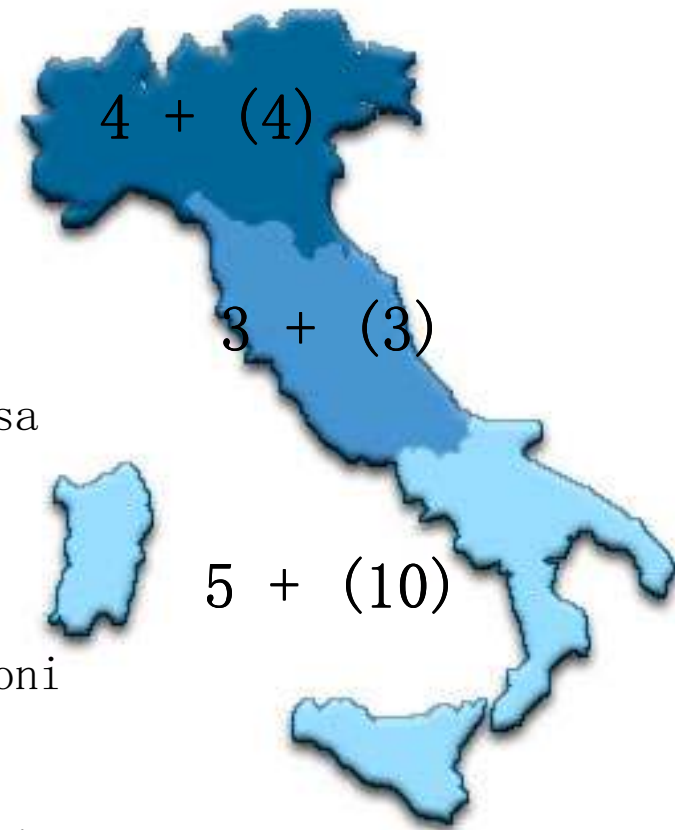 4 + (4)
3 + (3)
sa
5 + (10)
oni